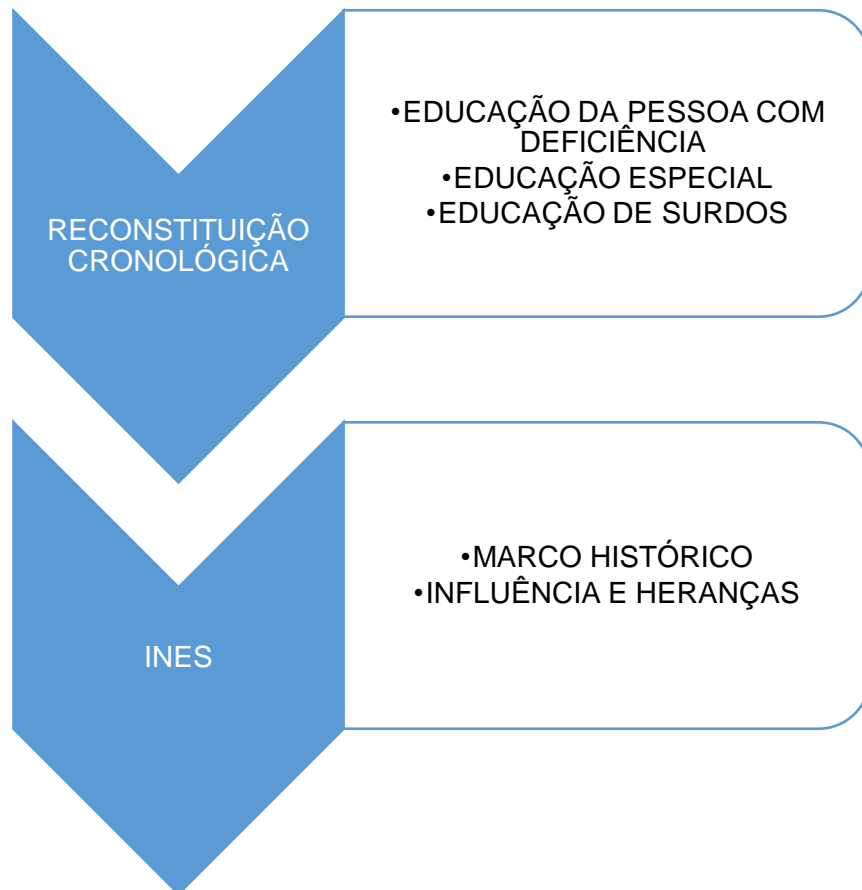 RECONSTITUIÇÃO
CRONOLÓGICA
•EDUCAÇÃO DA PESSOA COM
DEFICIÊNCIA
•EDUCAÇÃO ESPECIAL
•EDUCAÇÃO DE SURDOS
INES
•MARCO HISTÓRICO
•INFLUÊNCIA E HERANÇAS